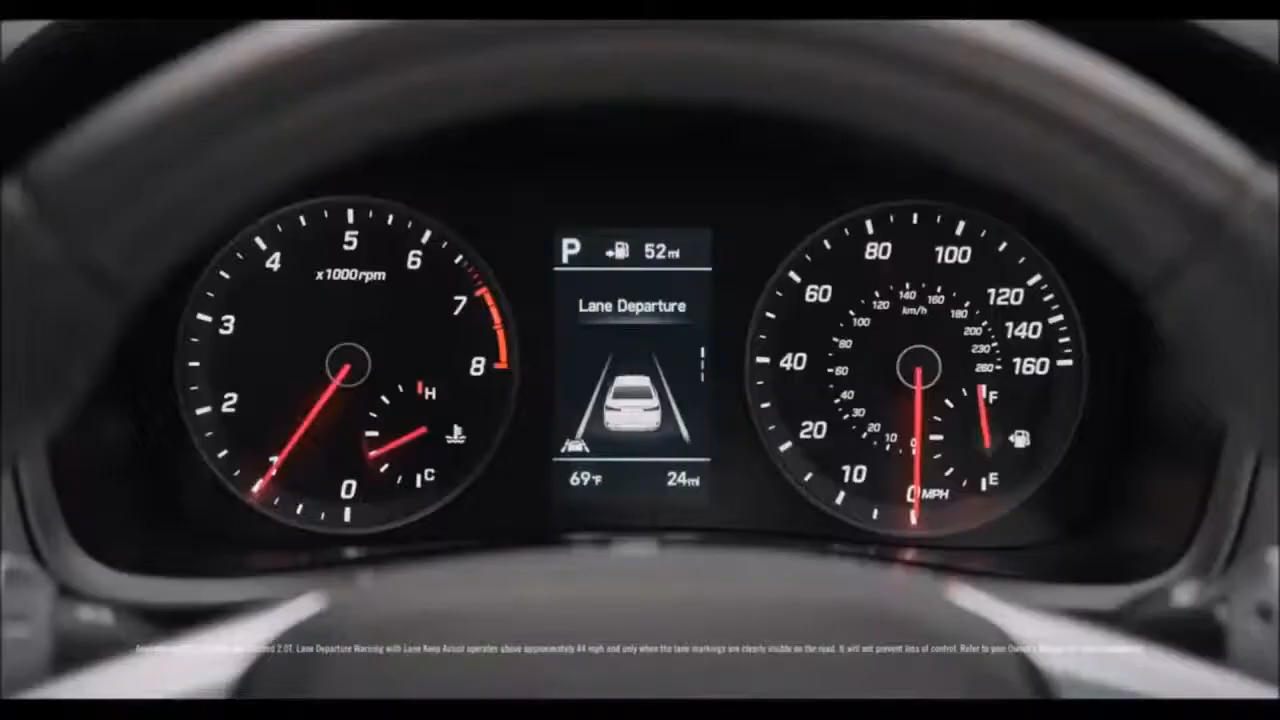 5
4
6
x1000rpm
7
3
8
2
H
C
1
0
P
52mi
Lane Departure
69°F
24mi
80
100
60
120
140
160
40
20
10
0
MPH
140
120
160
km/h
100
180
200
80
230
60
260
40
30
20
10
0
F
E
2.0T. Lane Departure Warning with Lane Keep Assist operates above approximately 44 mph and only when the lane markings are clearly visible on the road. It will not prevent loss of control. Refer to your Owner's